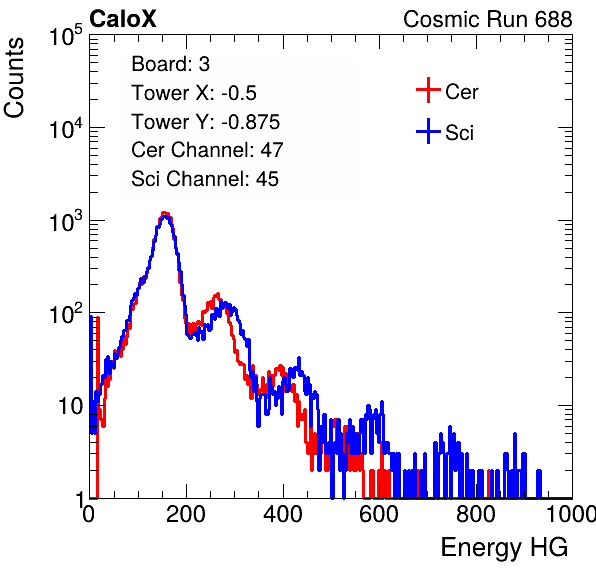 CaloX Cosmic Run 688
Counts
10^5
10^4
10^3
10^2
10
1
Board: 3
Tower X: -0.5
Tower Y: -0.875
Cer Channel: 47
Sci Channel: 45
Cer
Sci
0 200 400 600 800 1000
Energy HG